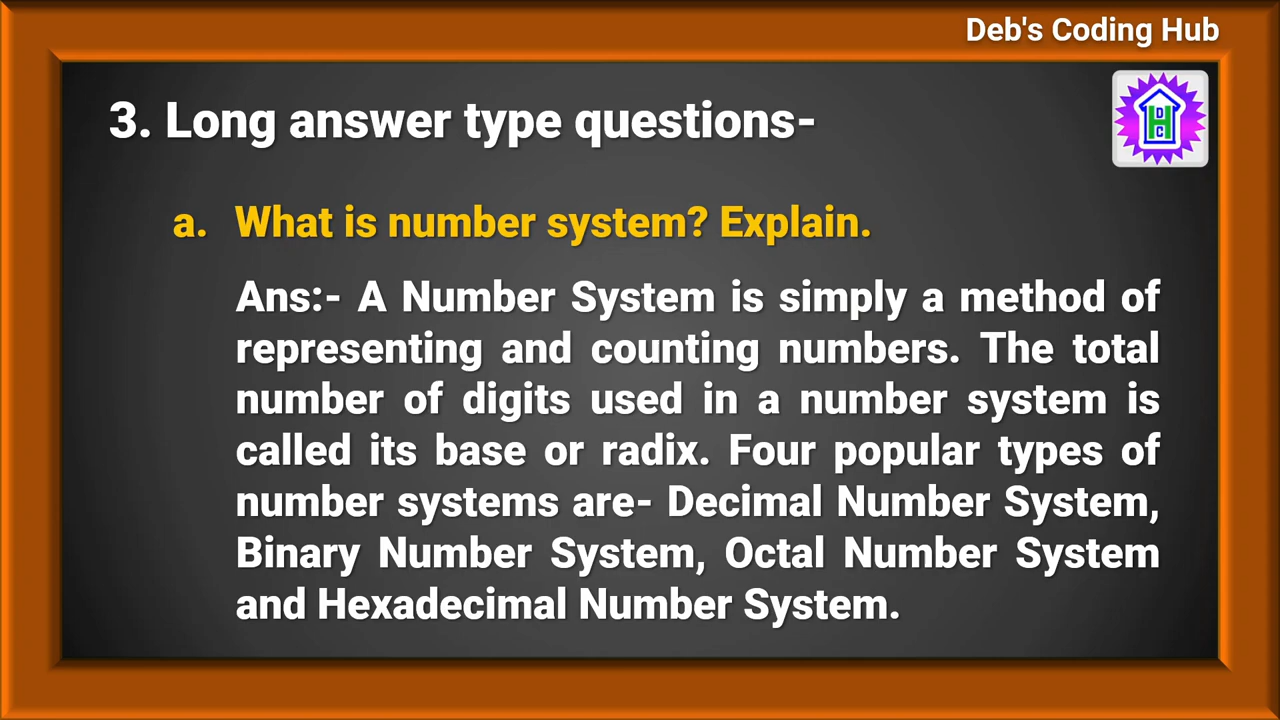 Deb's Coding Hub
D
H
C
3. Long answer type questions-
a. What is number system? Explain.
Ans:- A Number System is simply a method of
representing and counting numbers. The total
number of digits used in a number system is
called its base or radix. Four popular types of
number systems are- Decimal Number System,
Binary Number System, Octal Number System
and Hexadecimal Number System.